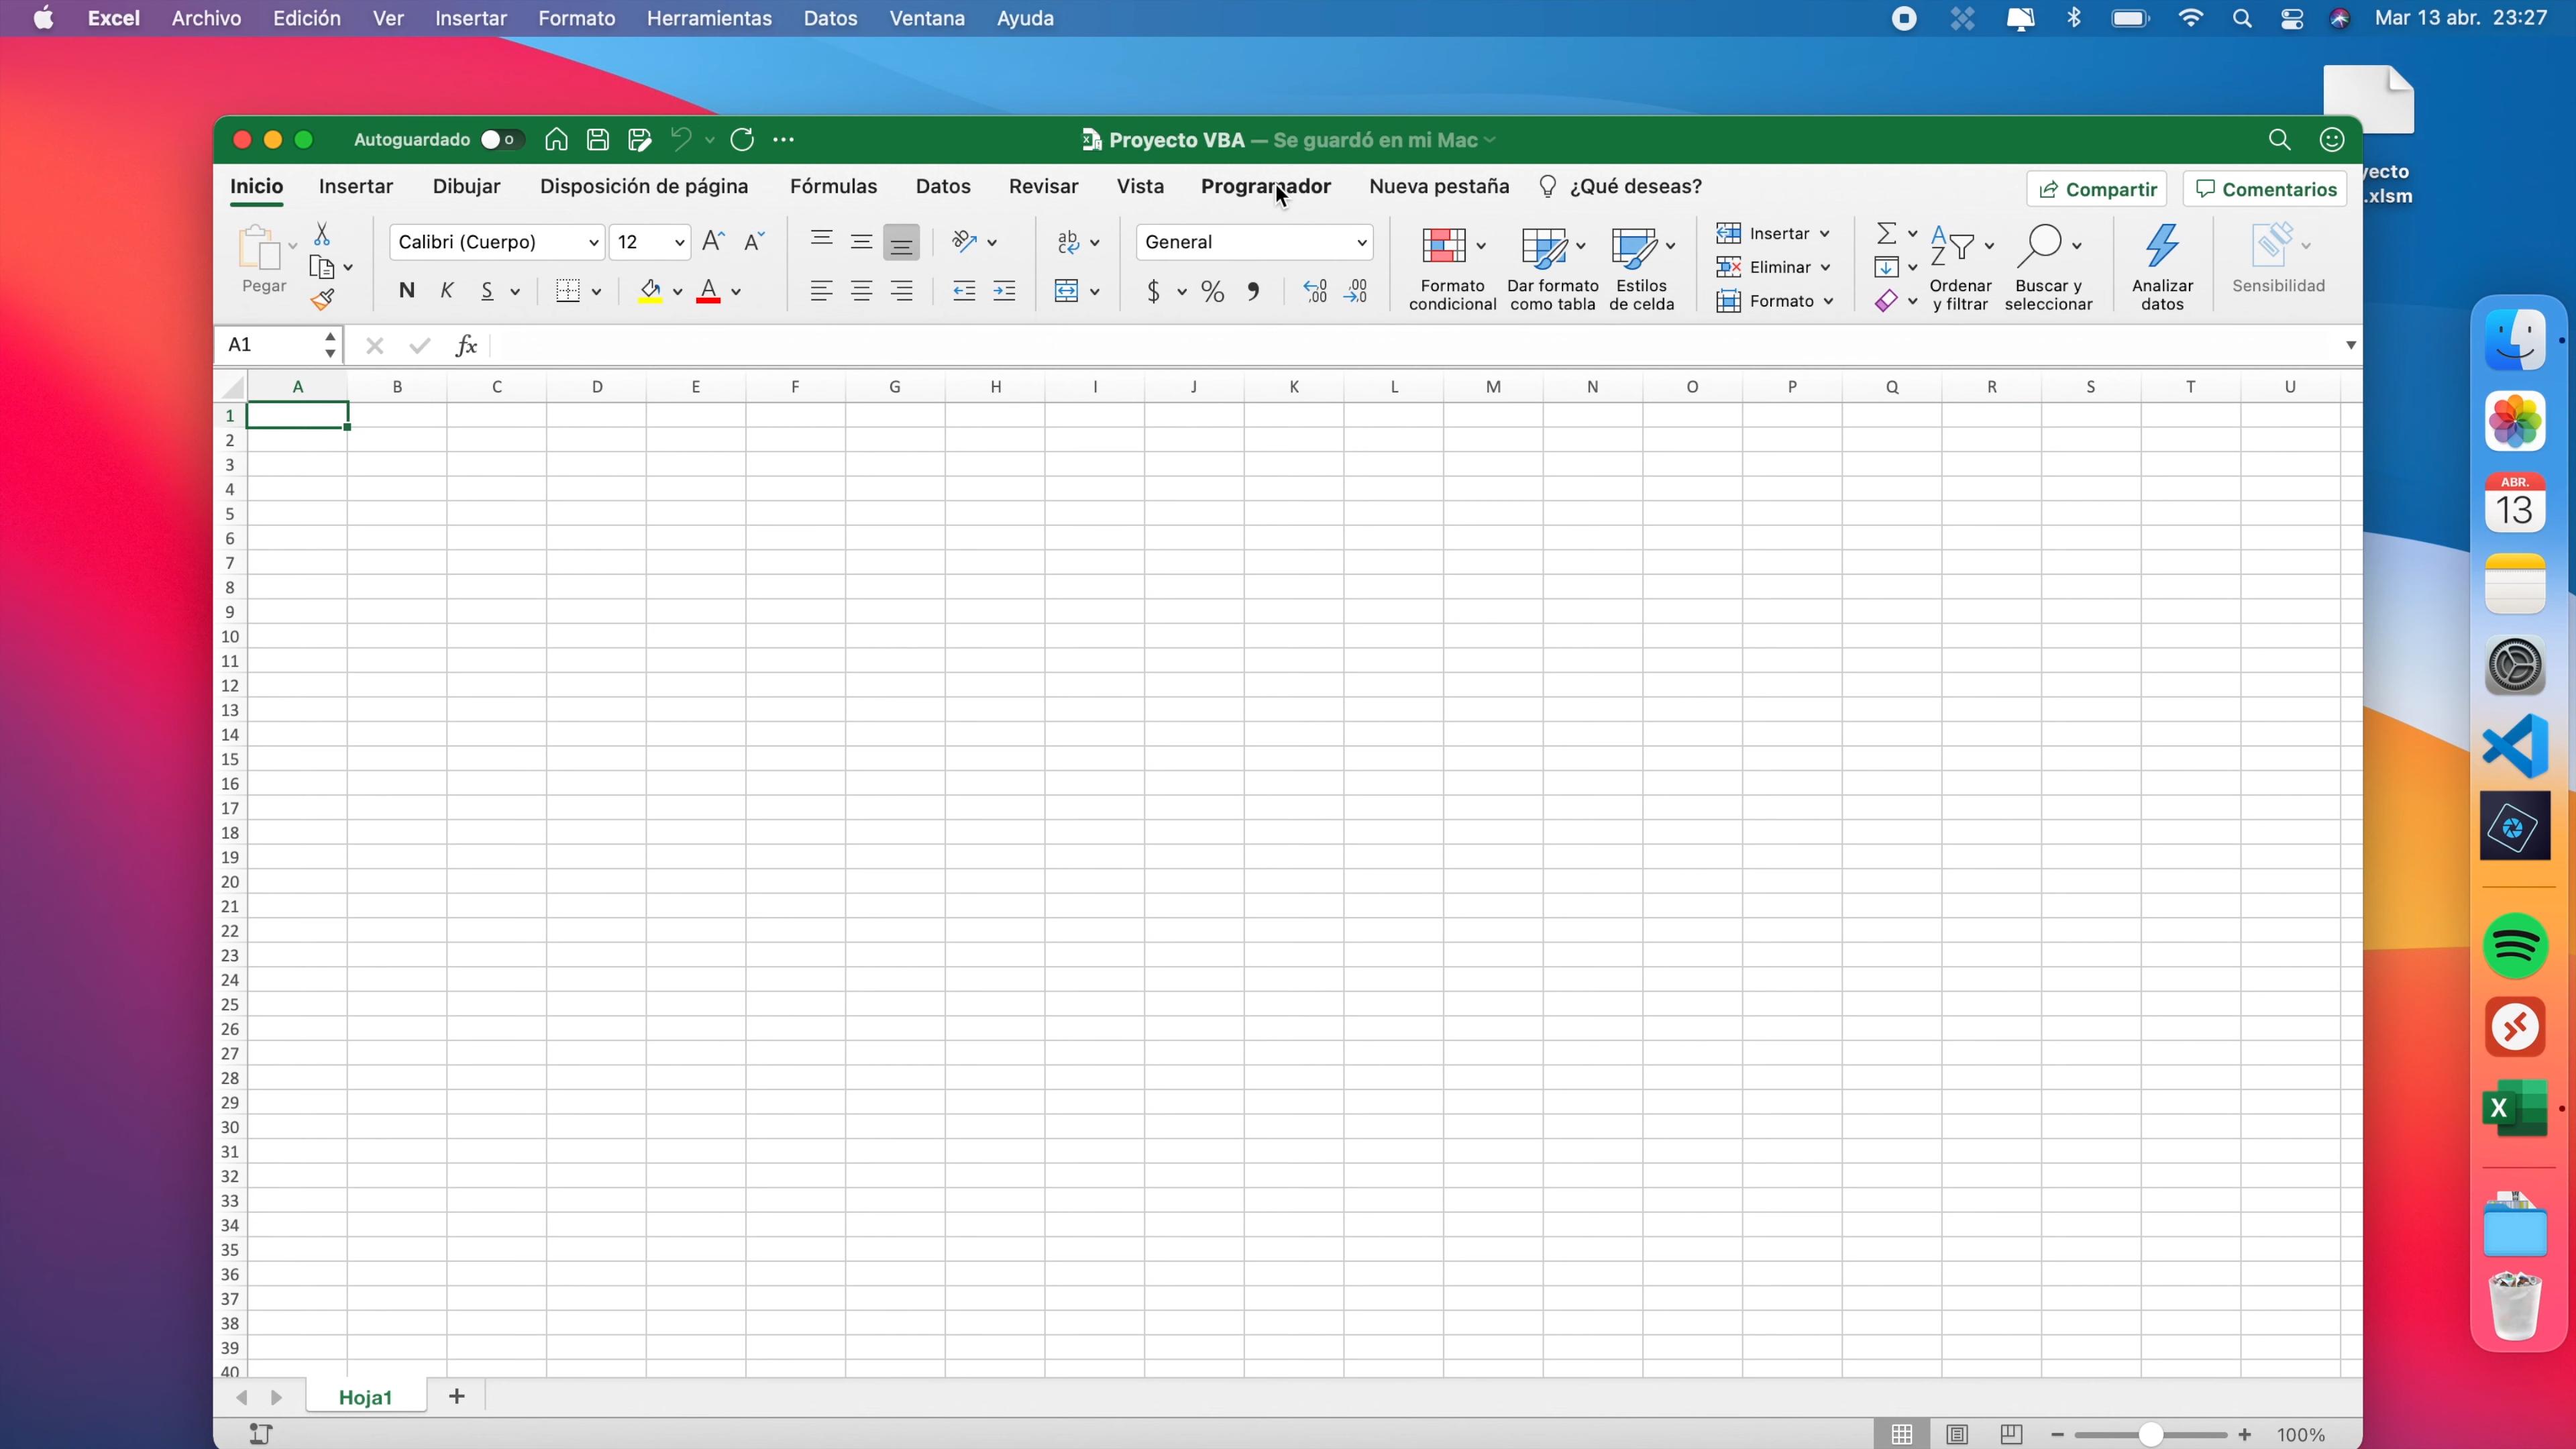 Excel Archivo Edición Ver Insertar Formato Herramientas Datos Ventana Ayuda Mar 13 abr. 23:27
Autoguardado Proyecto VBA — Se guardó en mi Mac
Inicio Insertar Dibujar Disposición de página Fórmulas Datos Revisar Vista Programador Nueva pestaña ¿Qué deseas? Compartir Comentarios
yecto
.xlsm
Pegar
Calibri (Cuerpo) 12
N K S
ab
c
General
$ % ,
Formato
condicional
Dar formato
como tabla
Estilos
de celda
Insertar
Eliminar
Formato
Ordenar
y filtrar
Buscar y
seleccionar
Analizar
datos
Sensibilidad
A1 fx
A B C D E F G H I J K L M N O P Q R S T U
1
2
3
4
5
6
7
8
9
10
11
12
13
14
15
16
17
18
19
20
21
22
23
24
25
26
27
28
29
30
31
32
33
34
35
36
37
38
39
40
Hoja1 +
100%
ABR.
13
X